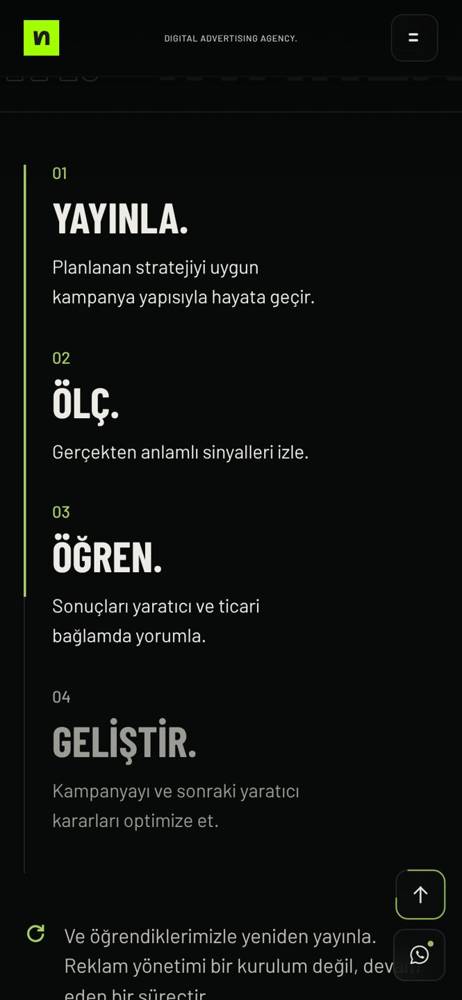 n
DIGITAL ADVERTISING AGENCY.
01
YAYINLA.
Planlanan stratejiyi uygun
kampanya yapısıyla hayata geçir.
02
ÖLÇ.
Gerçekten anlamlı sinyalleri izle.
03
ÖĞREN.
Sonuçları yaratıcı ve ticari
bağlamda yorumla.
04
GELİŞTİR.
Kampanyayı ve sonraki yaratıcı
kararları optimize et.
Ve öğrendiklerimizle yeniden yayınla.
Reklam yönetimi bir kurulum değil, devam
eden bir süreçtir.